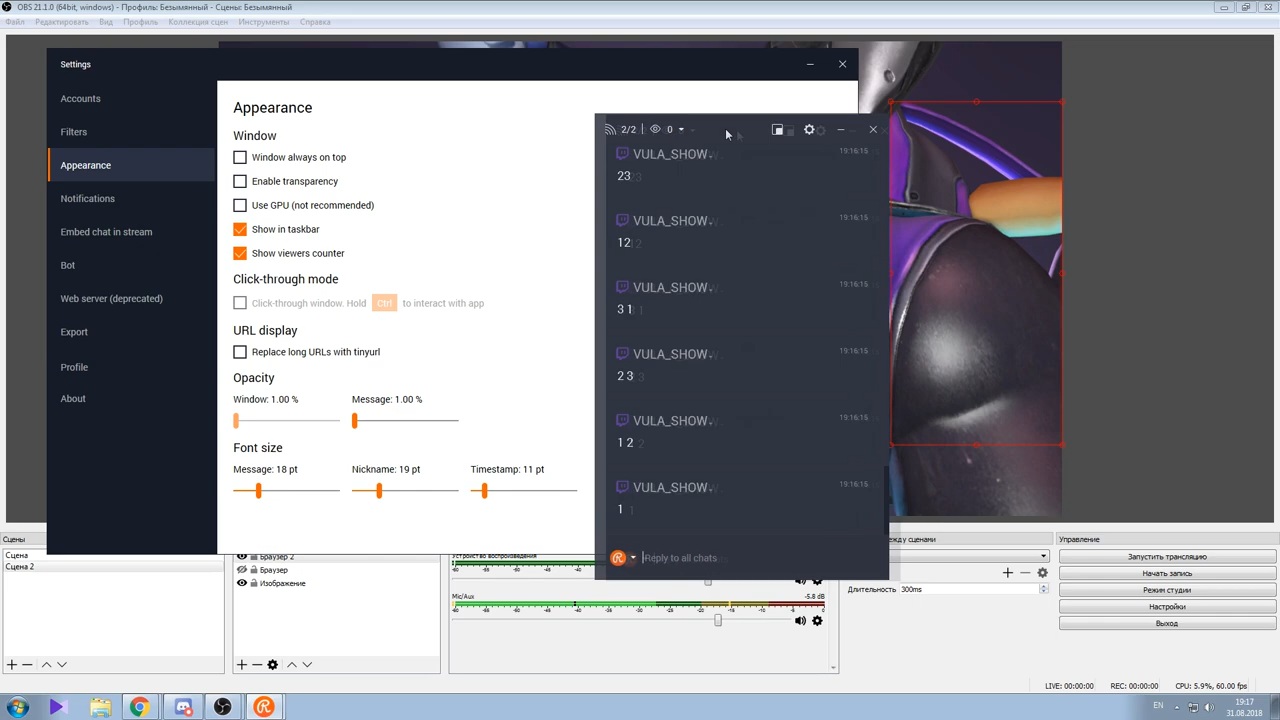 OBS 21.1.0 (64bit, windows) - Профиль: Безымянный - Сцены: Безымянный
Файл Редактировать Вид Профиль Коллекция сцен Инструменты Справка
Settings
Accounts
Filters
Appearance
Notifications
Embed chat in stream
Bot
Web server (deprecated)
Export
Profile
About
Appearance
Window
Window always on top
Enable transparency
Use GPU (not recommended)
Show in taskbar
Show viewers counter
Click-through mode
Click-through window. Hold Ctrl to interact with app
URL display
Replace long URLs with tinyurl
Opacity
Window: 1.00 % Message: 1.00 %
Font size
Message: 18 pt Nickname: 19 pt Timestamp: 11 pt
2/2 0
VULA_SHOW 19:16:15
23
VULA_SHOW 19:16:15
12
VULA_SHOW 19:16:15
3 1
VULA_SHOW 19:16:15
2 3
VULA_SHOW 19:16:15
1 2
VULA_SHOW 19:16:15
1
Reply to all chats
Сцены
Сцена
Сцена 2
Браузер 2
Браузер
Изображение
Устройство воспроизведения
Mic/Aux -5.8 dB
сценами
Длительность 300ms
Управление
Запустить трансляцию
Начать запись
Режим студии
Настройки
Выход
LIVE: 00:00:00 REC: 00:00:00 CPU: 5.9%, 60.00 fps
EN
19:17
31.08.2018